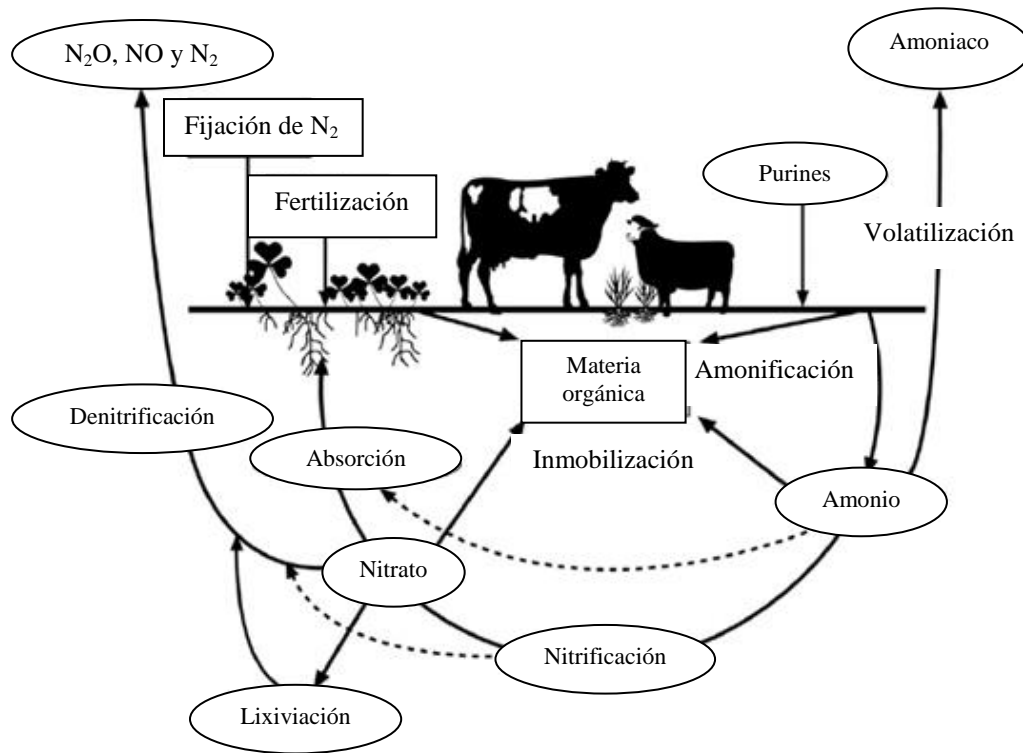 N₂O, NO y N₂
Amoniaco
Fijación de N₂
Purines
Fertilización
Volatilización
Materia
orgánica
Amonificación
Denitrificación
Absorción
Inmobilización
Amonio
Nitrato
Nitrificación
Lixiviación